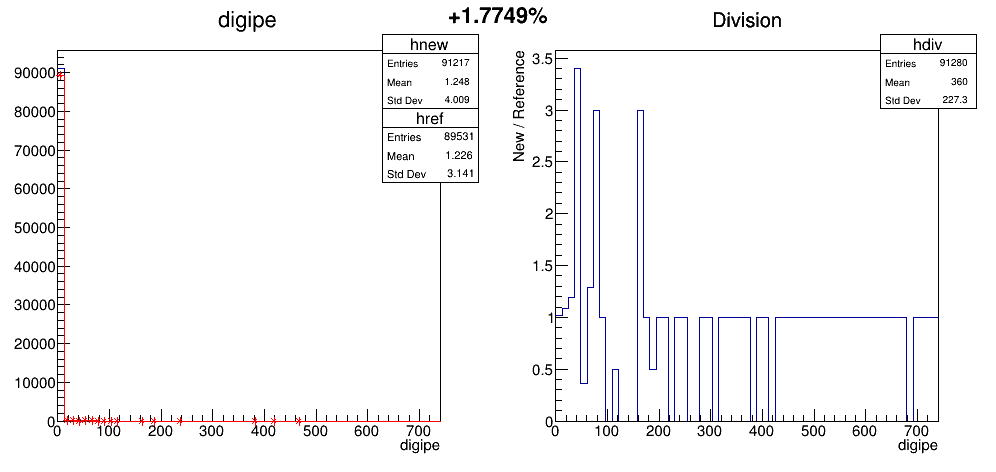 +1.7749%
digipe
hnew
Entries 91217
Mean 1.248
Std Dev 4.009
href
Entries 89531
Mean 1.226
Std Dev 3.141
90000
80000
70000
60000
50000
40000
30000
20000
10000
0
0 100 200 300 400 500 600 700
digipe
Division
hdiv
Entries 91280
Mean 360
Std Dev 227.3
New / Reference
3.5
3
2.5
2
1.5
1
0.5
0
0 100 200 300 400 500 600 700
digipe